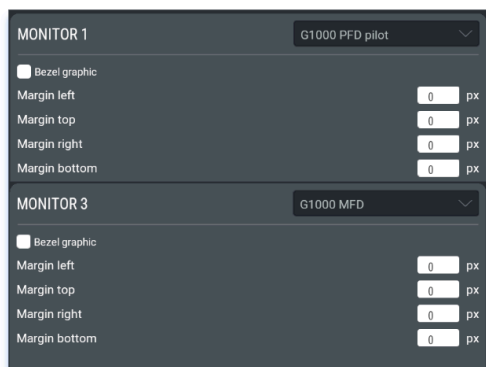 MONITOR 1 G1000 PFD pilot
Bezel graphic
Margin left 0 px
Margin top 0 px
Margin right 0 px
Margin bottom 0 px
MONITOR 3 G1000 MFD
Bezel graphic
Margin left 0 px
Margin top 0 px
Margin right 0 px
Margin bottom 0 px